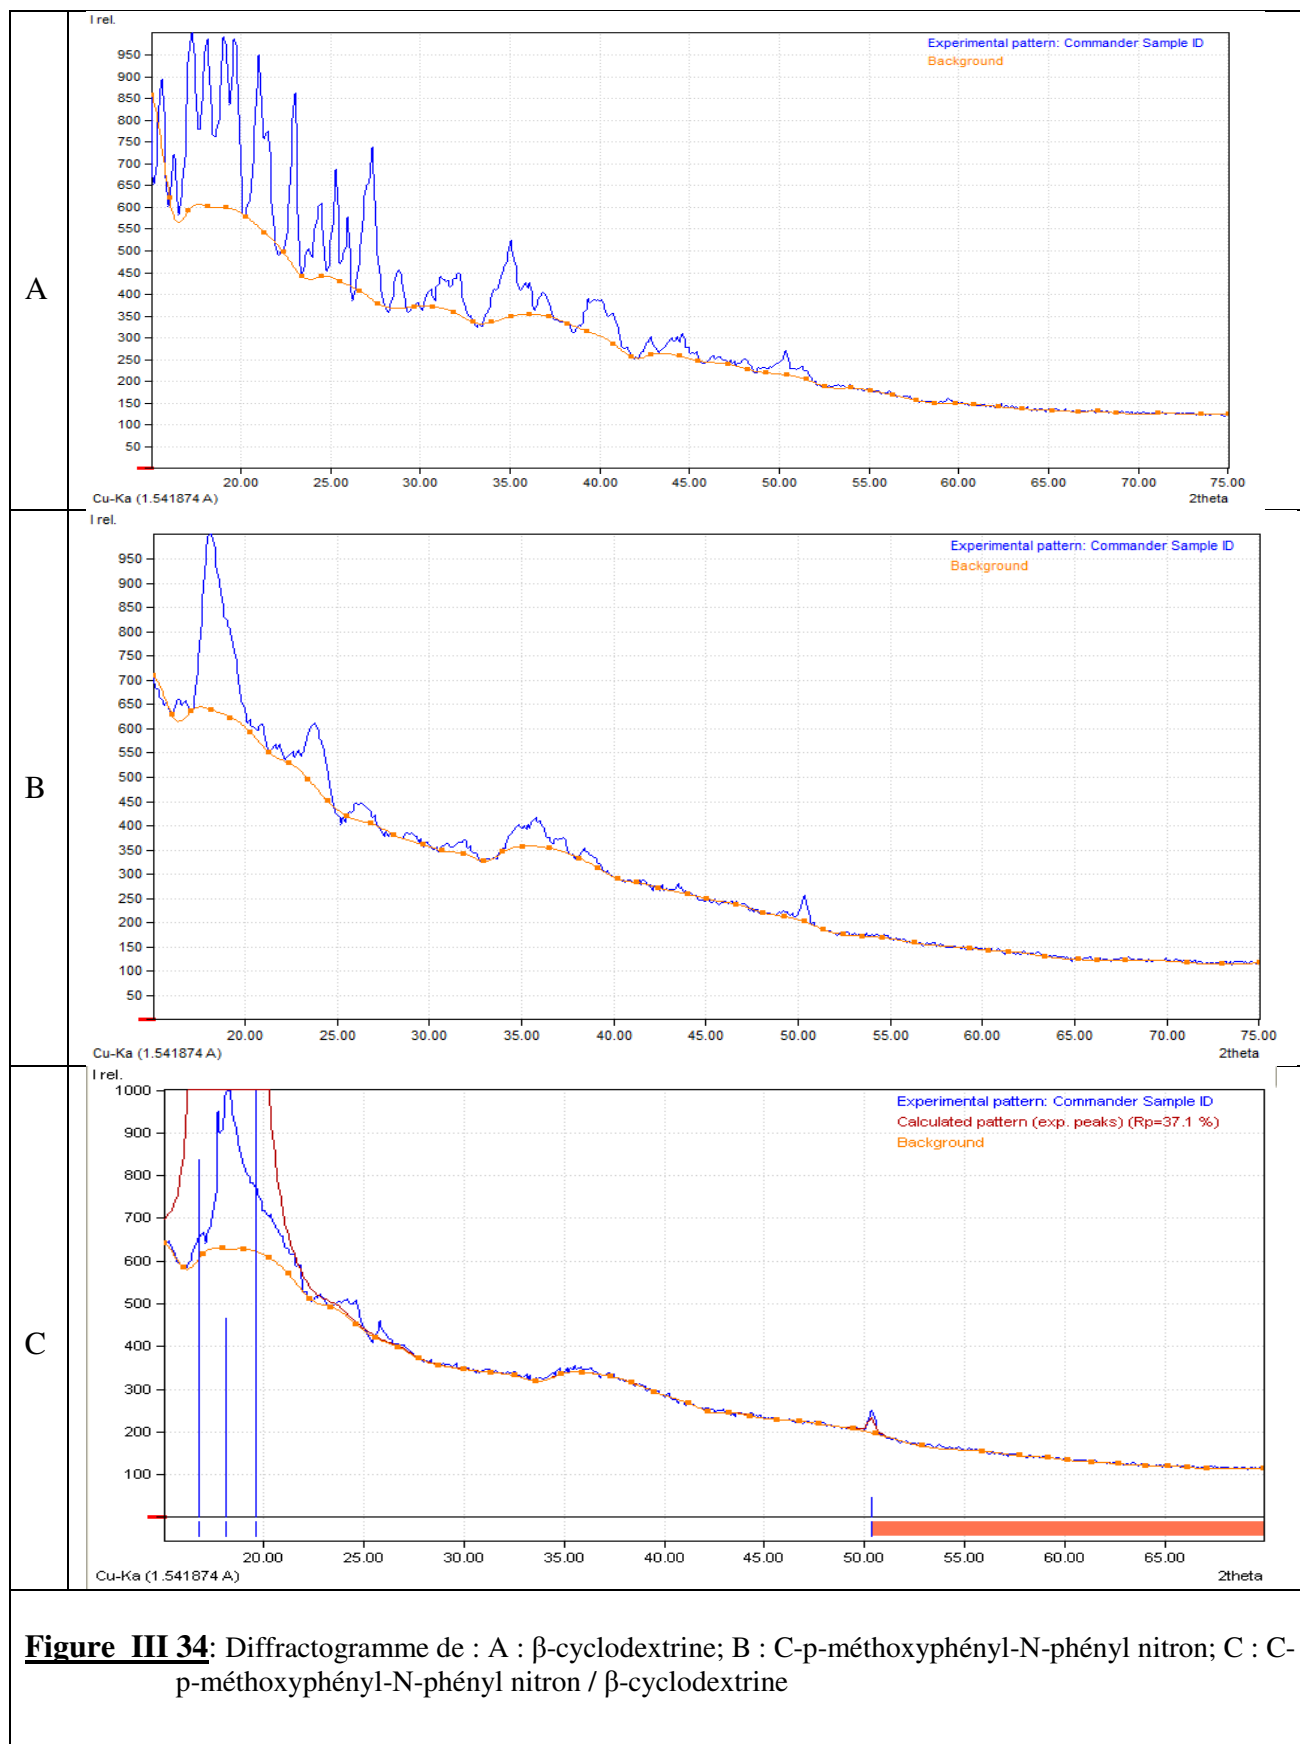 A
I rel.
Experimental pattern: Commander Sample ID
Background
950
900
850
800
750
700
650
600
550
500
450
400
350
300
250
200
150
100
50
20.00 25.00 30.00 35.00 40.00 45.00 50.00 55.00 60.00 65.00 70.00 75.00
Cu-Ka (1.541874 A) 2theta
B
I rel.
Experimental pattern: Commander Sample ID
Background
950
900
850
800
750
700
650
600
550
500
450
400
350
300
250
200
150
100
50
20.00 25.00 30.00 35.00 40.00 45.00 50.00 55.00 60.00 65.00 70.00 75.00
Cu-Ka (1.541874 A) 2theta
C
I rel.
Experimental pattern: Commander Sample ID
Calculated pattern (exp. peaks) (Rp=37.1 %)
Background
1000
900
800
700
600
500
400
300
200
100
20.00 25.00 30.00 35.00 40.00 45.00 50.00 55.00 60.00 65.00
Cu-Ka (1.541874 A) 2theta
Figure III 34: Diffractogramme de : A : β-cyclodextrine; B : C-p-méthoxyphényl-N-phényl nitron; C : C-
p-méthoxyphényl-N-phényl nitron / β-cyclodextrine